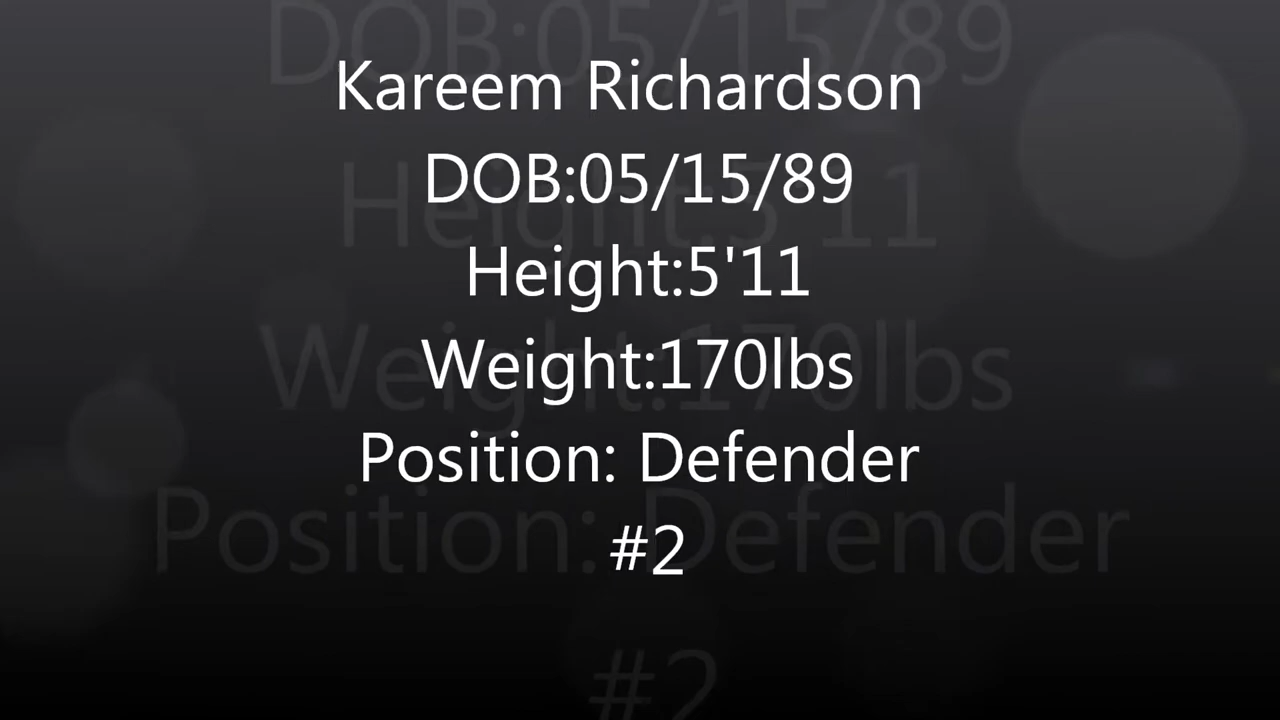 Kareem Richardson
DOB:05/15/89
Height:5'11
Weight:170lbs
Position: Defender
#2